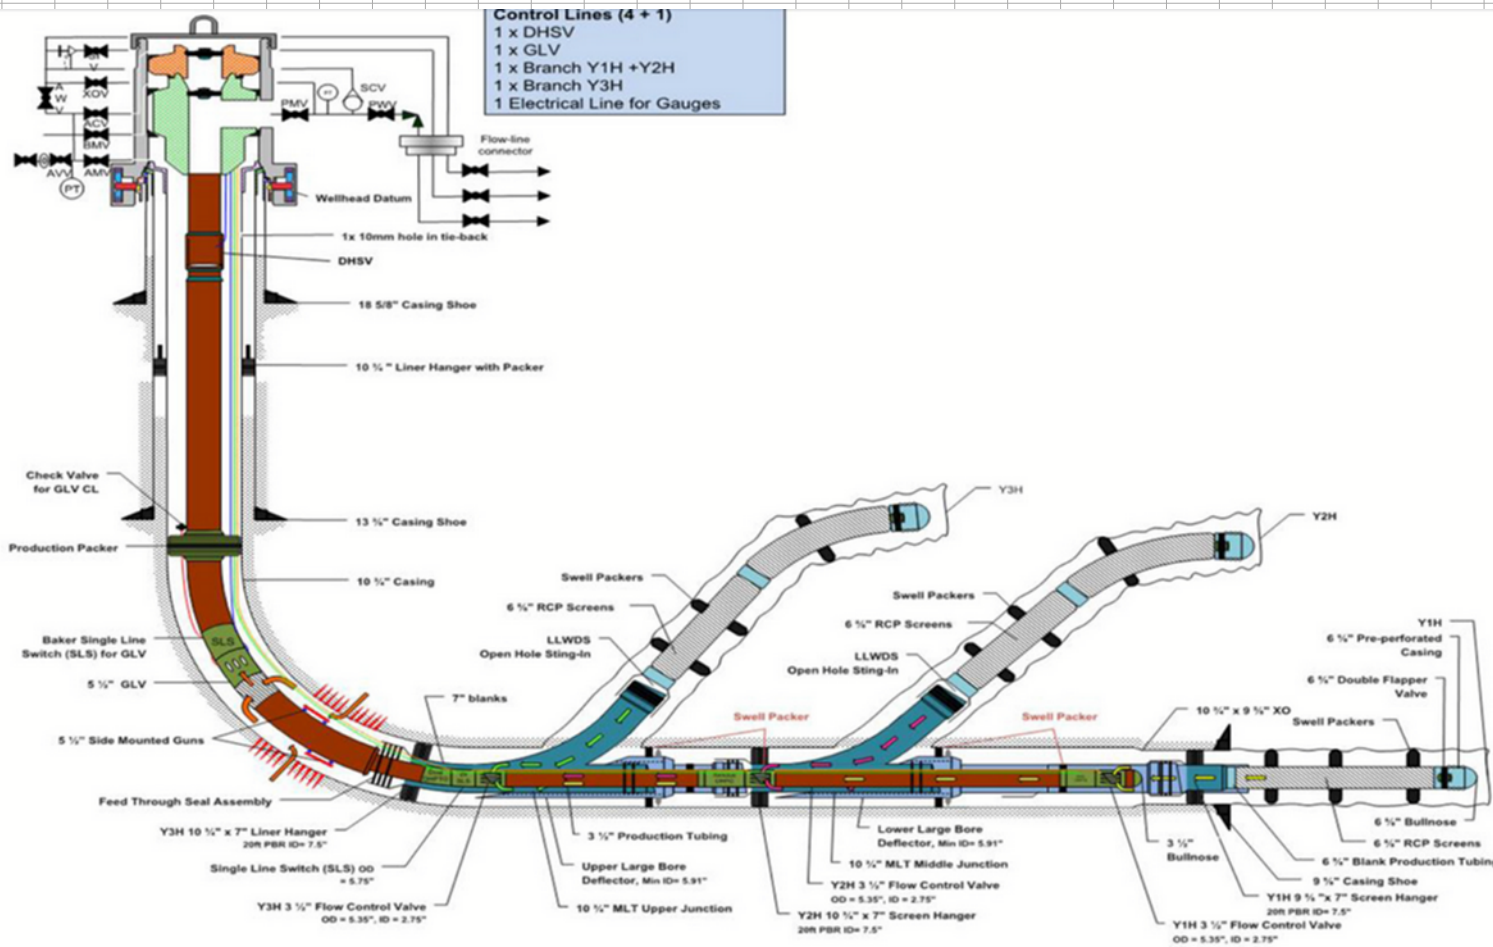 Control Lines (4 + 1)
1 x DHSV
1 x GLV
1 x Branch Y1H +Y2H
1 x Branch Y3H
1 Electrical Line for Gauges
V
XOV
A
W
V
ACV
BMV
AVV
AMV
PT
PMV
PT
SCV
PWV
Flow-line
connector
Wellhead Datum
1x 10mm hole in tie-back
DHSV
18 5/8" Casing Shoe
10 ¾ " Liner Hanger with Packer
Check Valve
for GLV CL
13 ⅜" Casing Shoe
Production Packer
10 ¾" Casing
Y3H
Y2H
Swell Packers
6 ⅝" RCP Screens
LLWDS
Open Hole Sting-In
Swell Packers
6 ⅝" RCP Screens
LLWDS
Open Hole Sting-In
Baker Single Line
Switch (SLS) for GLV
SLS
5 ½" GLV
7" blanks
5 ½" Side Mounted Guns
Swell Packer
Swell Packer
Y1H
6 ⅝" Pre-perforated
Casing
6 ⅝" Double Flapper
Valve
10 ¾" x 9 ⅝" XO
Swell Packers
SLS
Feed Through Seal Assembly
Y3H 10 ¾" x 7" Liner Hanger
20ft PBR ID= 7.5"
Single Line Switch (SLS) OD
= 5.75"
Y3H 3 ½" Flow Control Valve
OD = 5.35", ID = 2.75"
3 ½" Production Tubing
Upper Large Bore
Deflector, Min ID= 5.91"
10 ¾" MLT Upper Junction
Lower Large Bore
Deflector, Min ID= 5.91"
10 ¾" MLT Middle Junction
Y2H 3 ½" Flow Control Valve
OD = 5.35", ID = 2.75"
Y2H 10 ¾" x 7" Screen Hanger
20ft PBR ID= 7.5"
3 ½"
Bullnose
6 ⅝" Bullnose
6 ⅝" RCP Screens
6 ⅝" Blank Production Tubing
9 ⅝" Casing Shoe
Y1H 9 ⅝ "x 7" Screen Hanger
20ft PBR ID= 7.5"
Y1H 3 ½" Flow Control Valve
OD = 5.35", ID = 2.75"